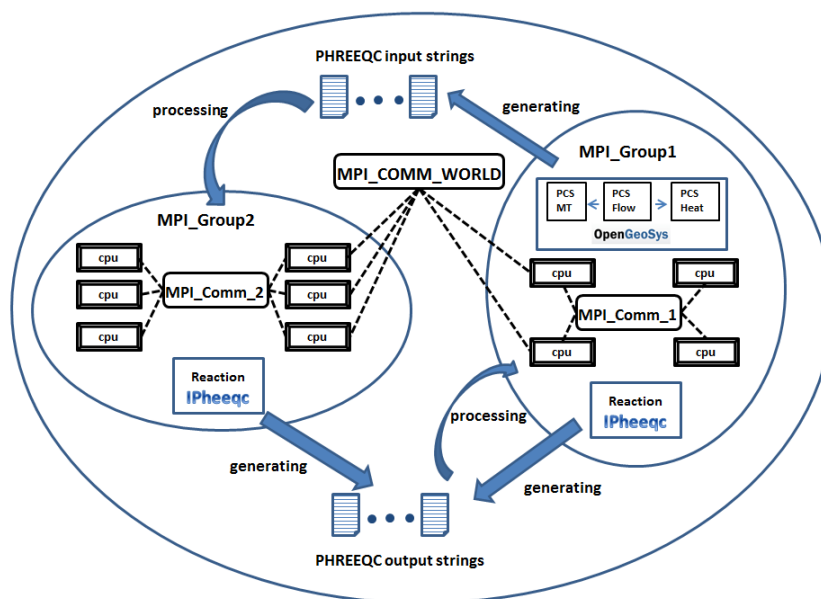 PHREEQC input strings
processing
generating
MPI_Group1
MPI_COMM_WORLD
PCS
MT
PCS
Flow
PCS
Heat
OpenGeoSys
MPI_Group2
cpu
cpu
cpu
MPI_Comm_2
cpu
cpu
cpu
cpu
cpu
MPI_Comm_1
cpu
cpu
Reaction
IPheeqc
Reaction
IPheeqc
processing
generating
generating
PHREEQC output strings